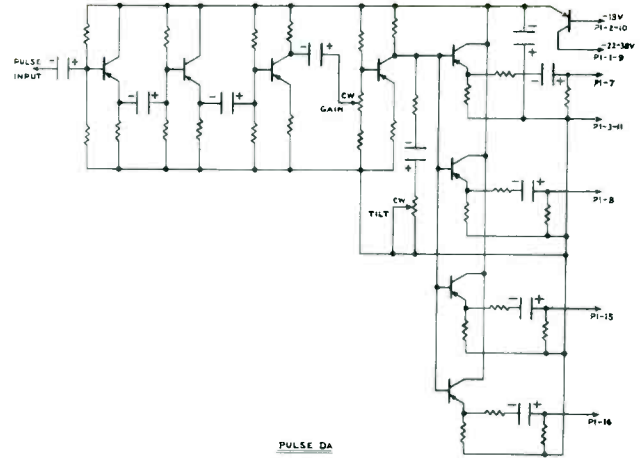 -13V
P1-2-10
-22-38V
P1-1-9
PULSE
INPUT
P1-7
CW
GAIN
P1-3-11
CW
TILT
P1-8
P1-15
P1-16
PULSE DA